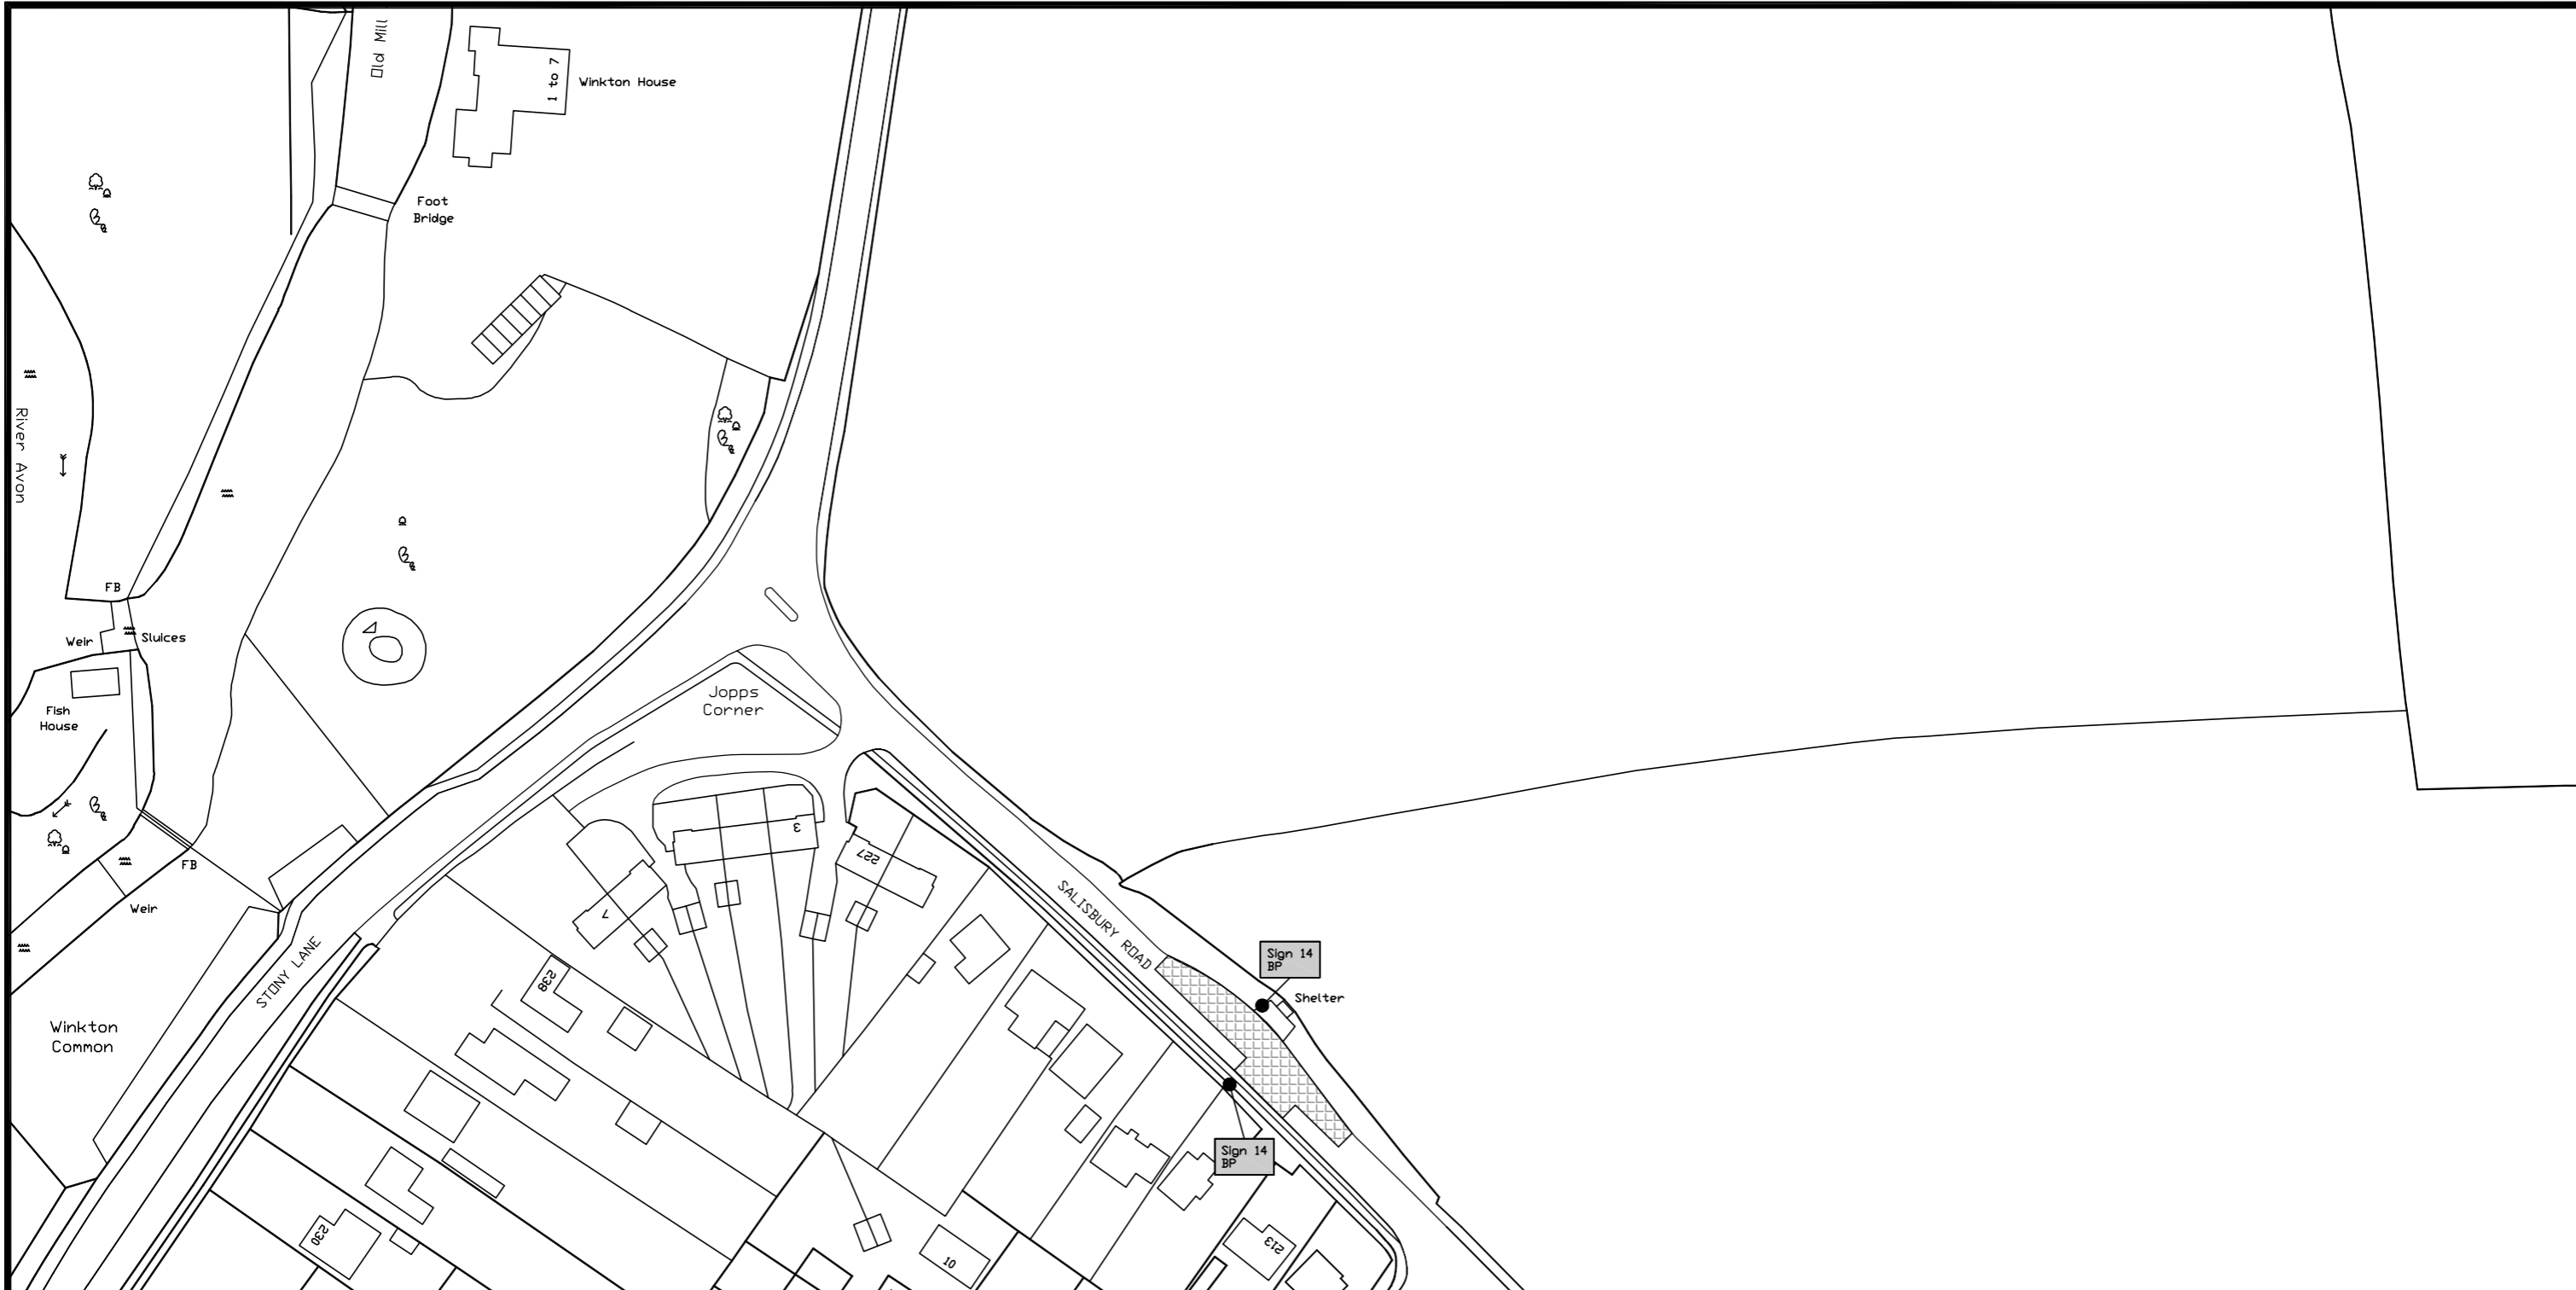 Old Mill
1 to 7
Winkton House
Foot
Bridge
River Avon
FB
Weir
Sluices
Fish
House
Jopps
Corner
3
227
7
FB
Weir
SALISBURY ROAD
STONY LANE
Sign 14
BP
Shelter
238
Winkton
Common
Sign 14
BP
230
213
10